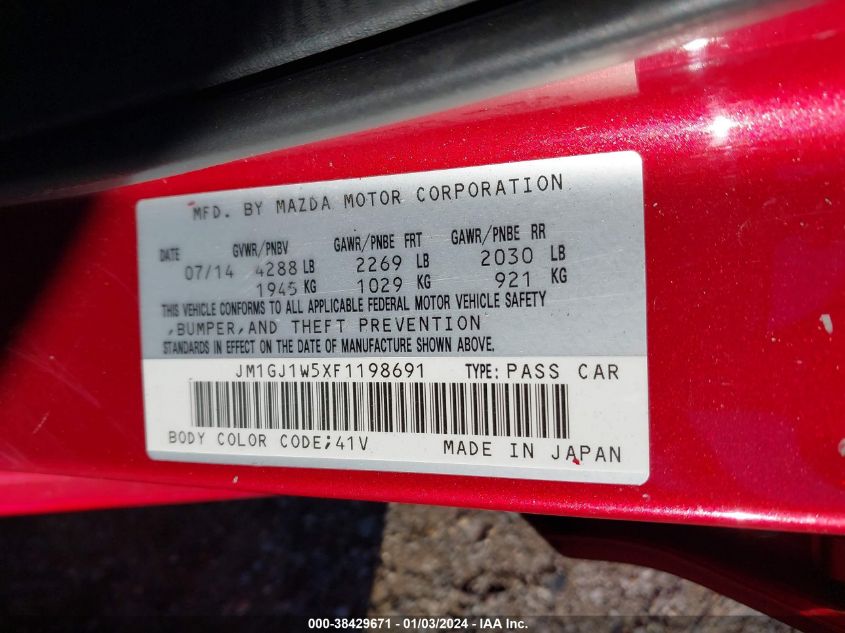 MFD. BY MAZDA MOTOR CORPORATION
DATE GVWR/PNBV GAWR/PNBE FRT GAWR/PNBE RR
07/14 4288 LB 2269 LB 2030 LB
1945 KG 1029 KG 921 KG
THIS VEHICLE CONFORMS TO ALL APPLICABLE FEDERAL MOTOR VEHICLE SAFETY
,BUMPER,AND THEFT PREVENTION
STANDARDS IN EFFECT ON THE DATE OF MANUFACTURE SHOWN ABOVE.
JM1GJ1W5XF1198691 TYPE: PASS CAR
BODY COLOR CODE;41V MADE IN JAPAN
000-38429671 - 01/03/2024 - IAA Inc.